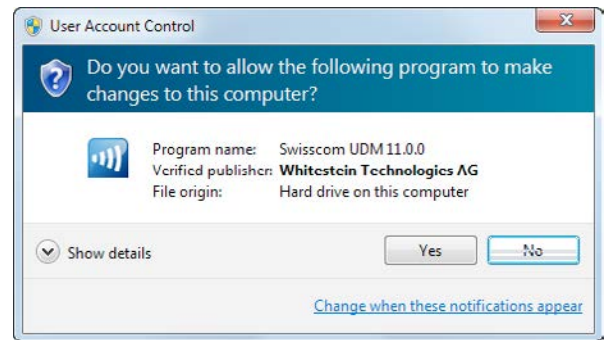 User Account Control
Do you want to allow the following program to make
changes to this computer?
Program name: Swisscom UDM 11.0.0
Verified publisher: Whitestein Technologies AG
File origin: Hard drive on this computer
Show details
Yes
No
Change when these notifications appear